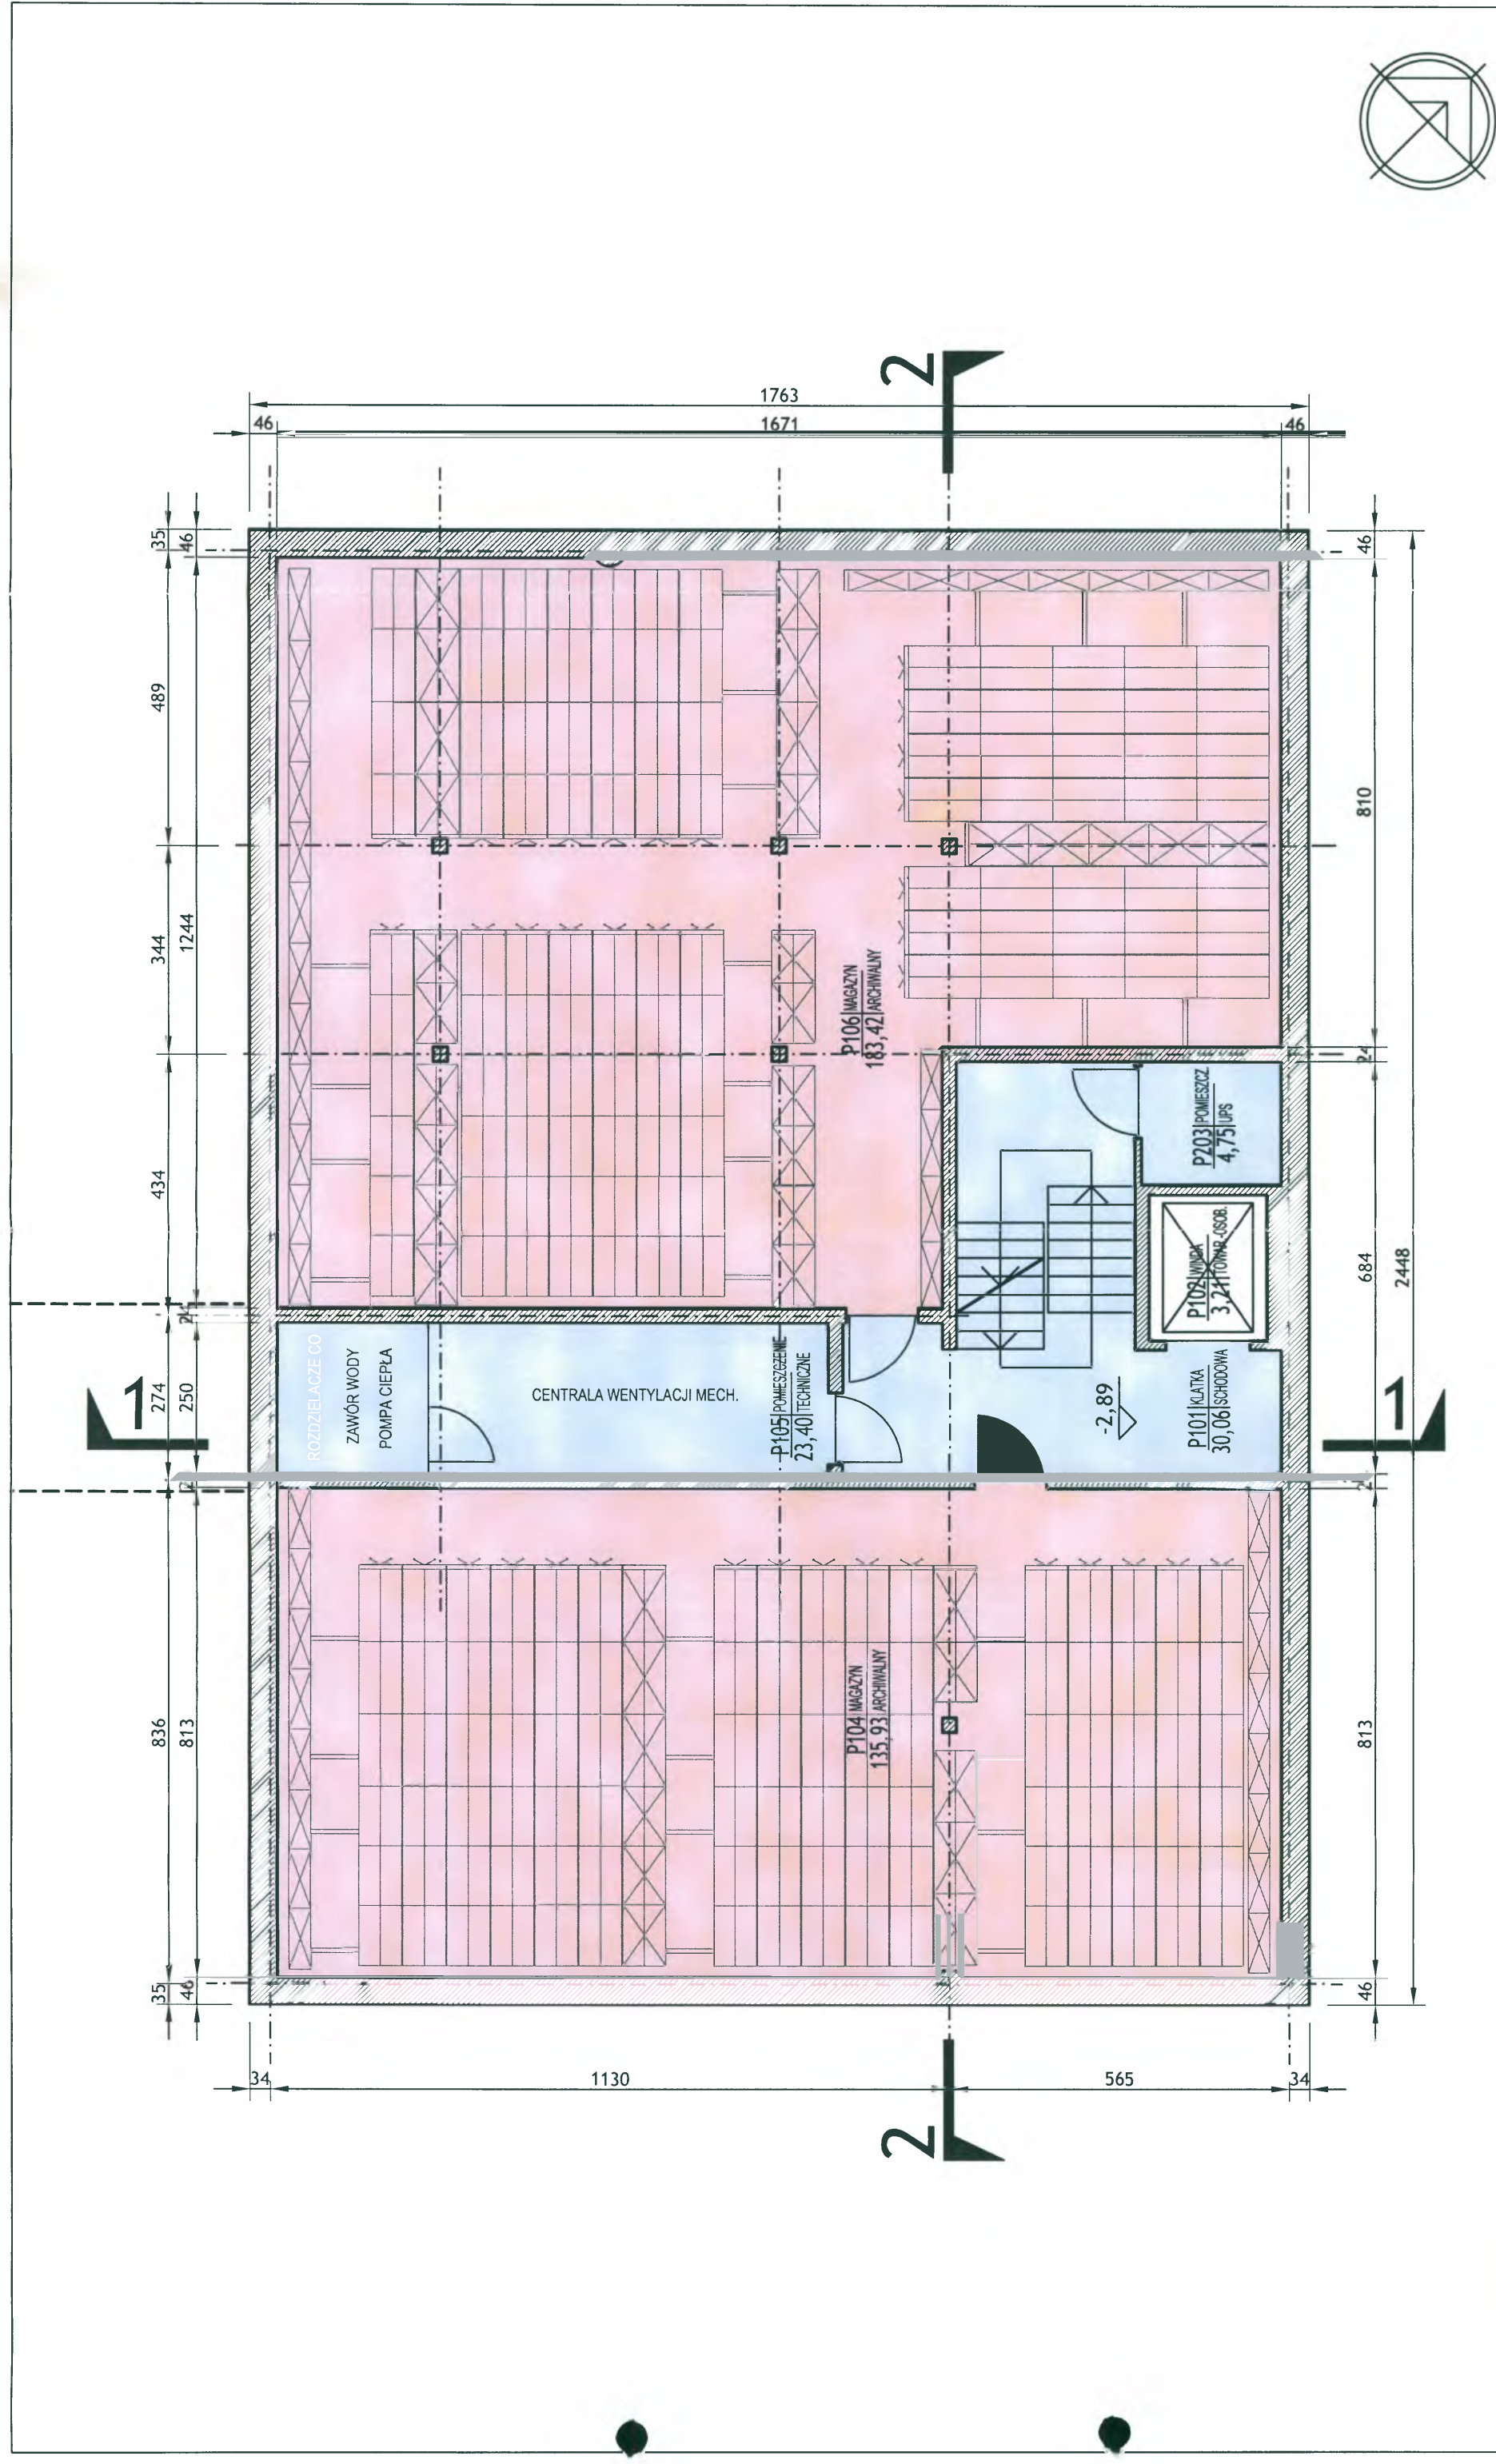 2
1763
46
1671
46
35
46
46
489
810
344
1244
P106 MAGAZYN
183,42 ARCHIWALNY
24
434
P203 POMIESZCZ.
4,75 UPS
684
2448
P102 WINDA
3,21 TOWAR.-OSOB.
ROZDZIELACZE CO
ZAWÓR WODY
POMPA CIEPŁA
CENTRALA WENTYLACJI MECH.
P105 POMIESZCZENIE
23,40 TECHNICZNE
-2,89
P101 KLATKA
30,06 SCHODOWA
1
274
250
1
836
813
P104 MAGAZYN
135,93 ARCHIWALNY
813
35
46
46
34
1130
565
34
2